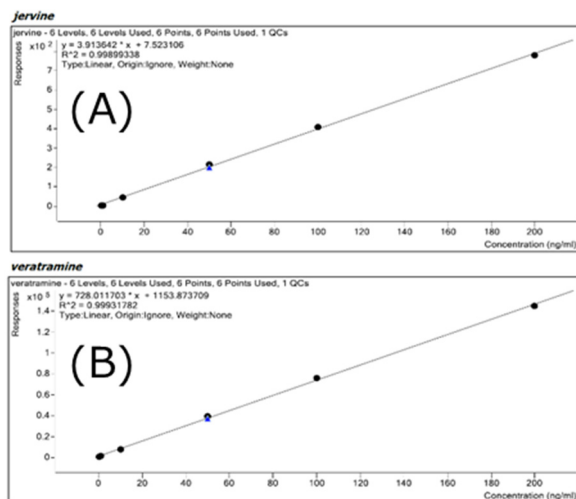 jervine
jervine - 6 Levels, 6 Levels Used, 6 Points, 6 Points Used, 1 QCs
x10 2
y = 3.913642 * x + 7.523106
R^2 = 0.99899338
Type:Linear, Origin:Ignore, Weight:None
Responses
(A)
7
6
5
4
3
2
1
0
0 20 40 60 80 100 120 140 160 180 200
Concentration (ng/ml)
veratramine
veratramine - 6 Levels, 6 Levels Used, 6 Points, 6 Points Used, 1 QCs
x10 5
y = 728.011703 * x + 1153.873709
R^2 = 0.99931782
Type:Linear, Origin:Ignore, Weight:None
Responses
(B)
1.4
1.2
1
0.8
0.6
0.4
0.2
0
0 20 40 60 80 100 120 140 160 180 200
Concentration (ng/ml)